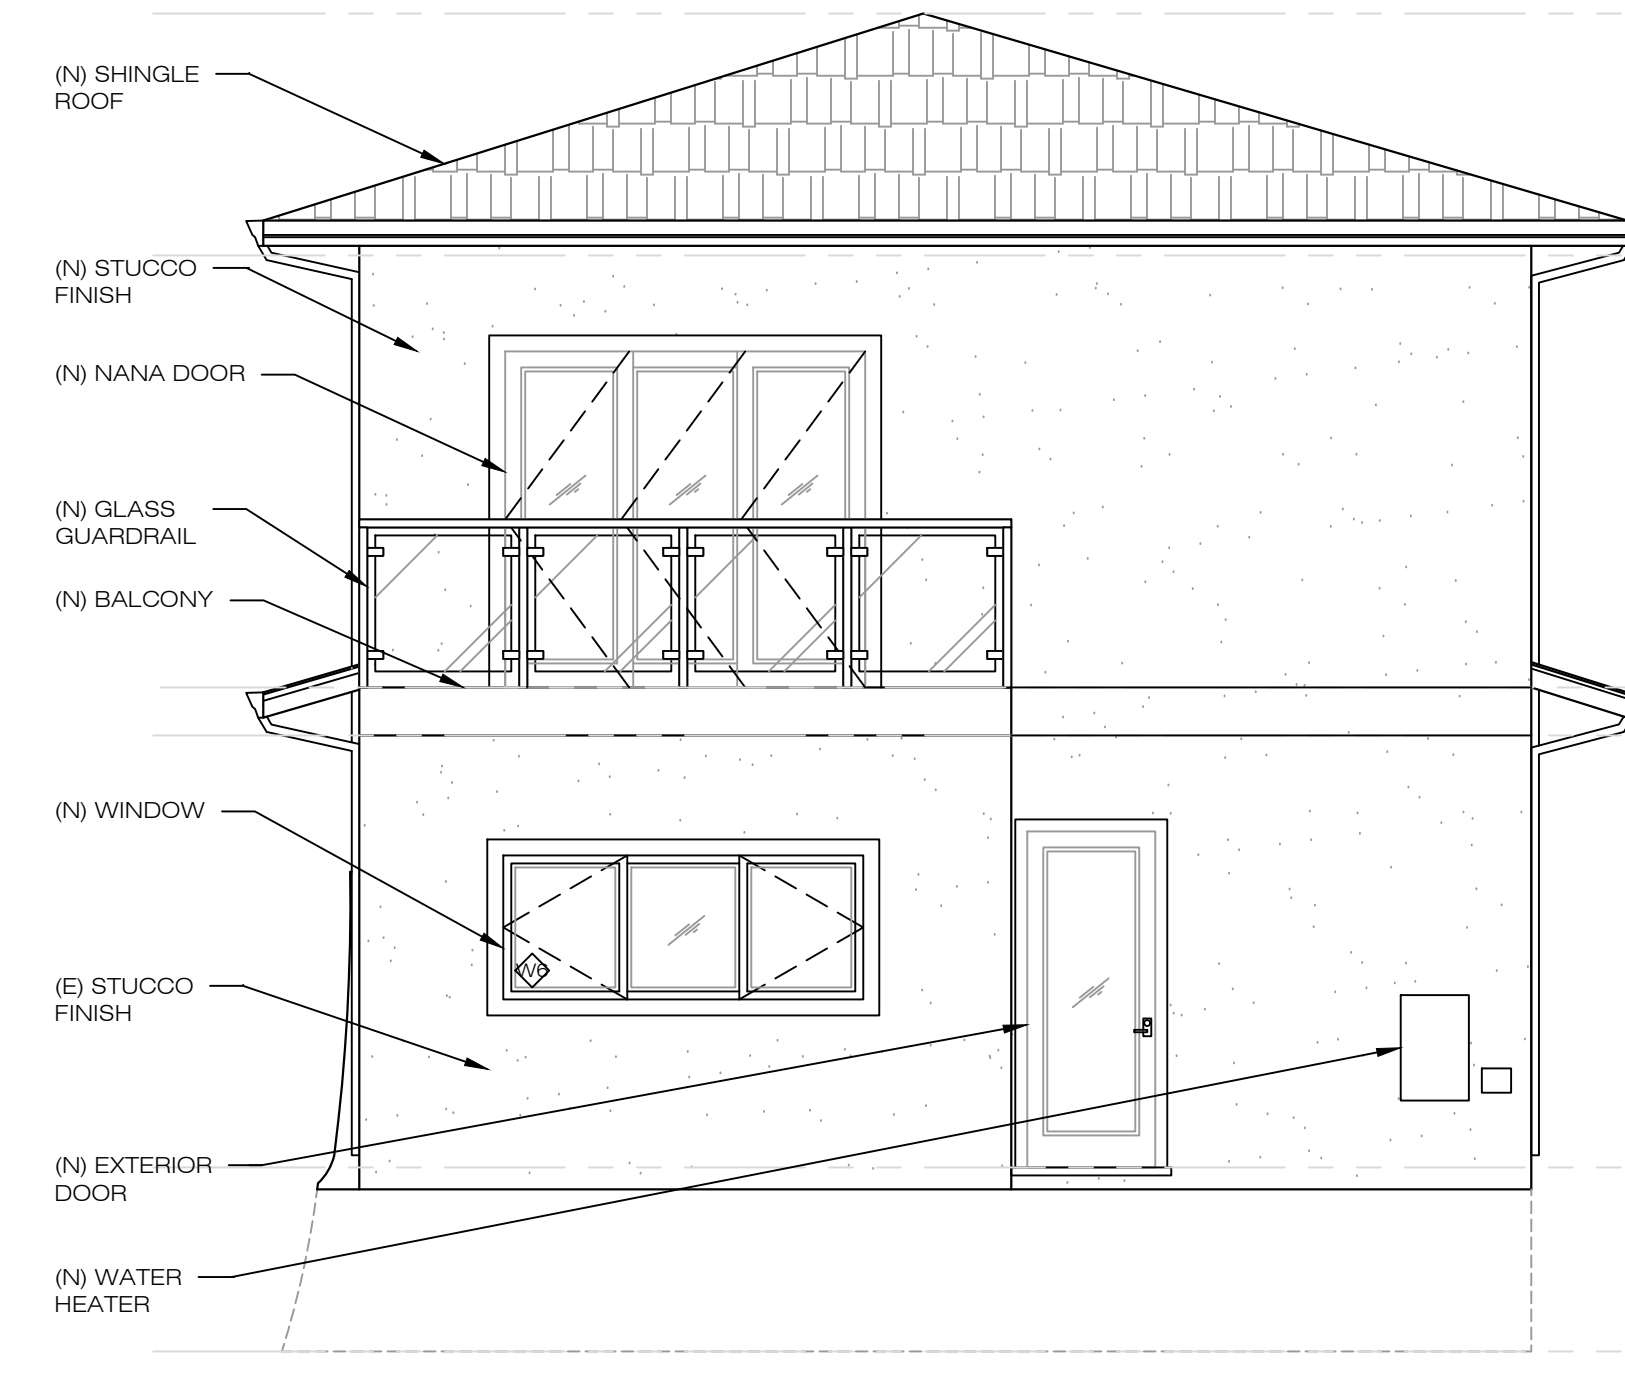 (N) SHINGLE
ROOF
(N) STUCCO
FINISH
(N) NANA DOOR
(N) GLASS
GUARDRAIL
(N) BALCONY
(N) WINDOW
W6
(E) STUCCO
FINISH
(N) EXTERIOR
DOOR
(N) WATER
HEATER